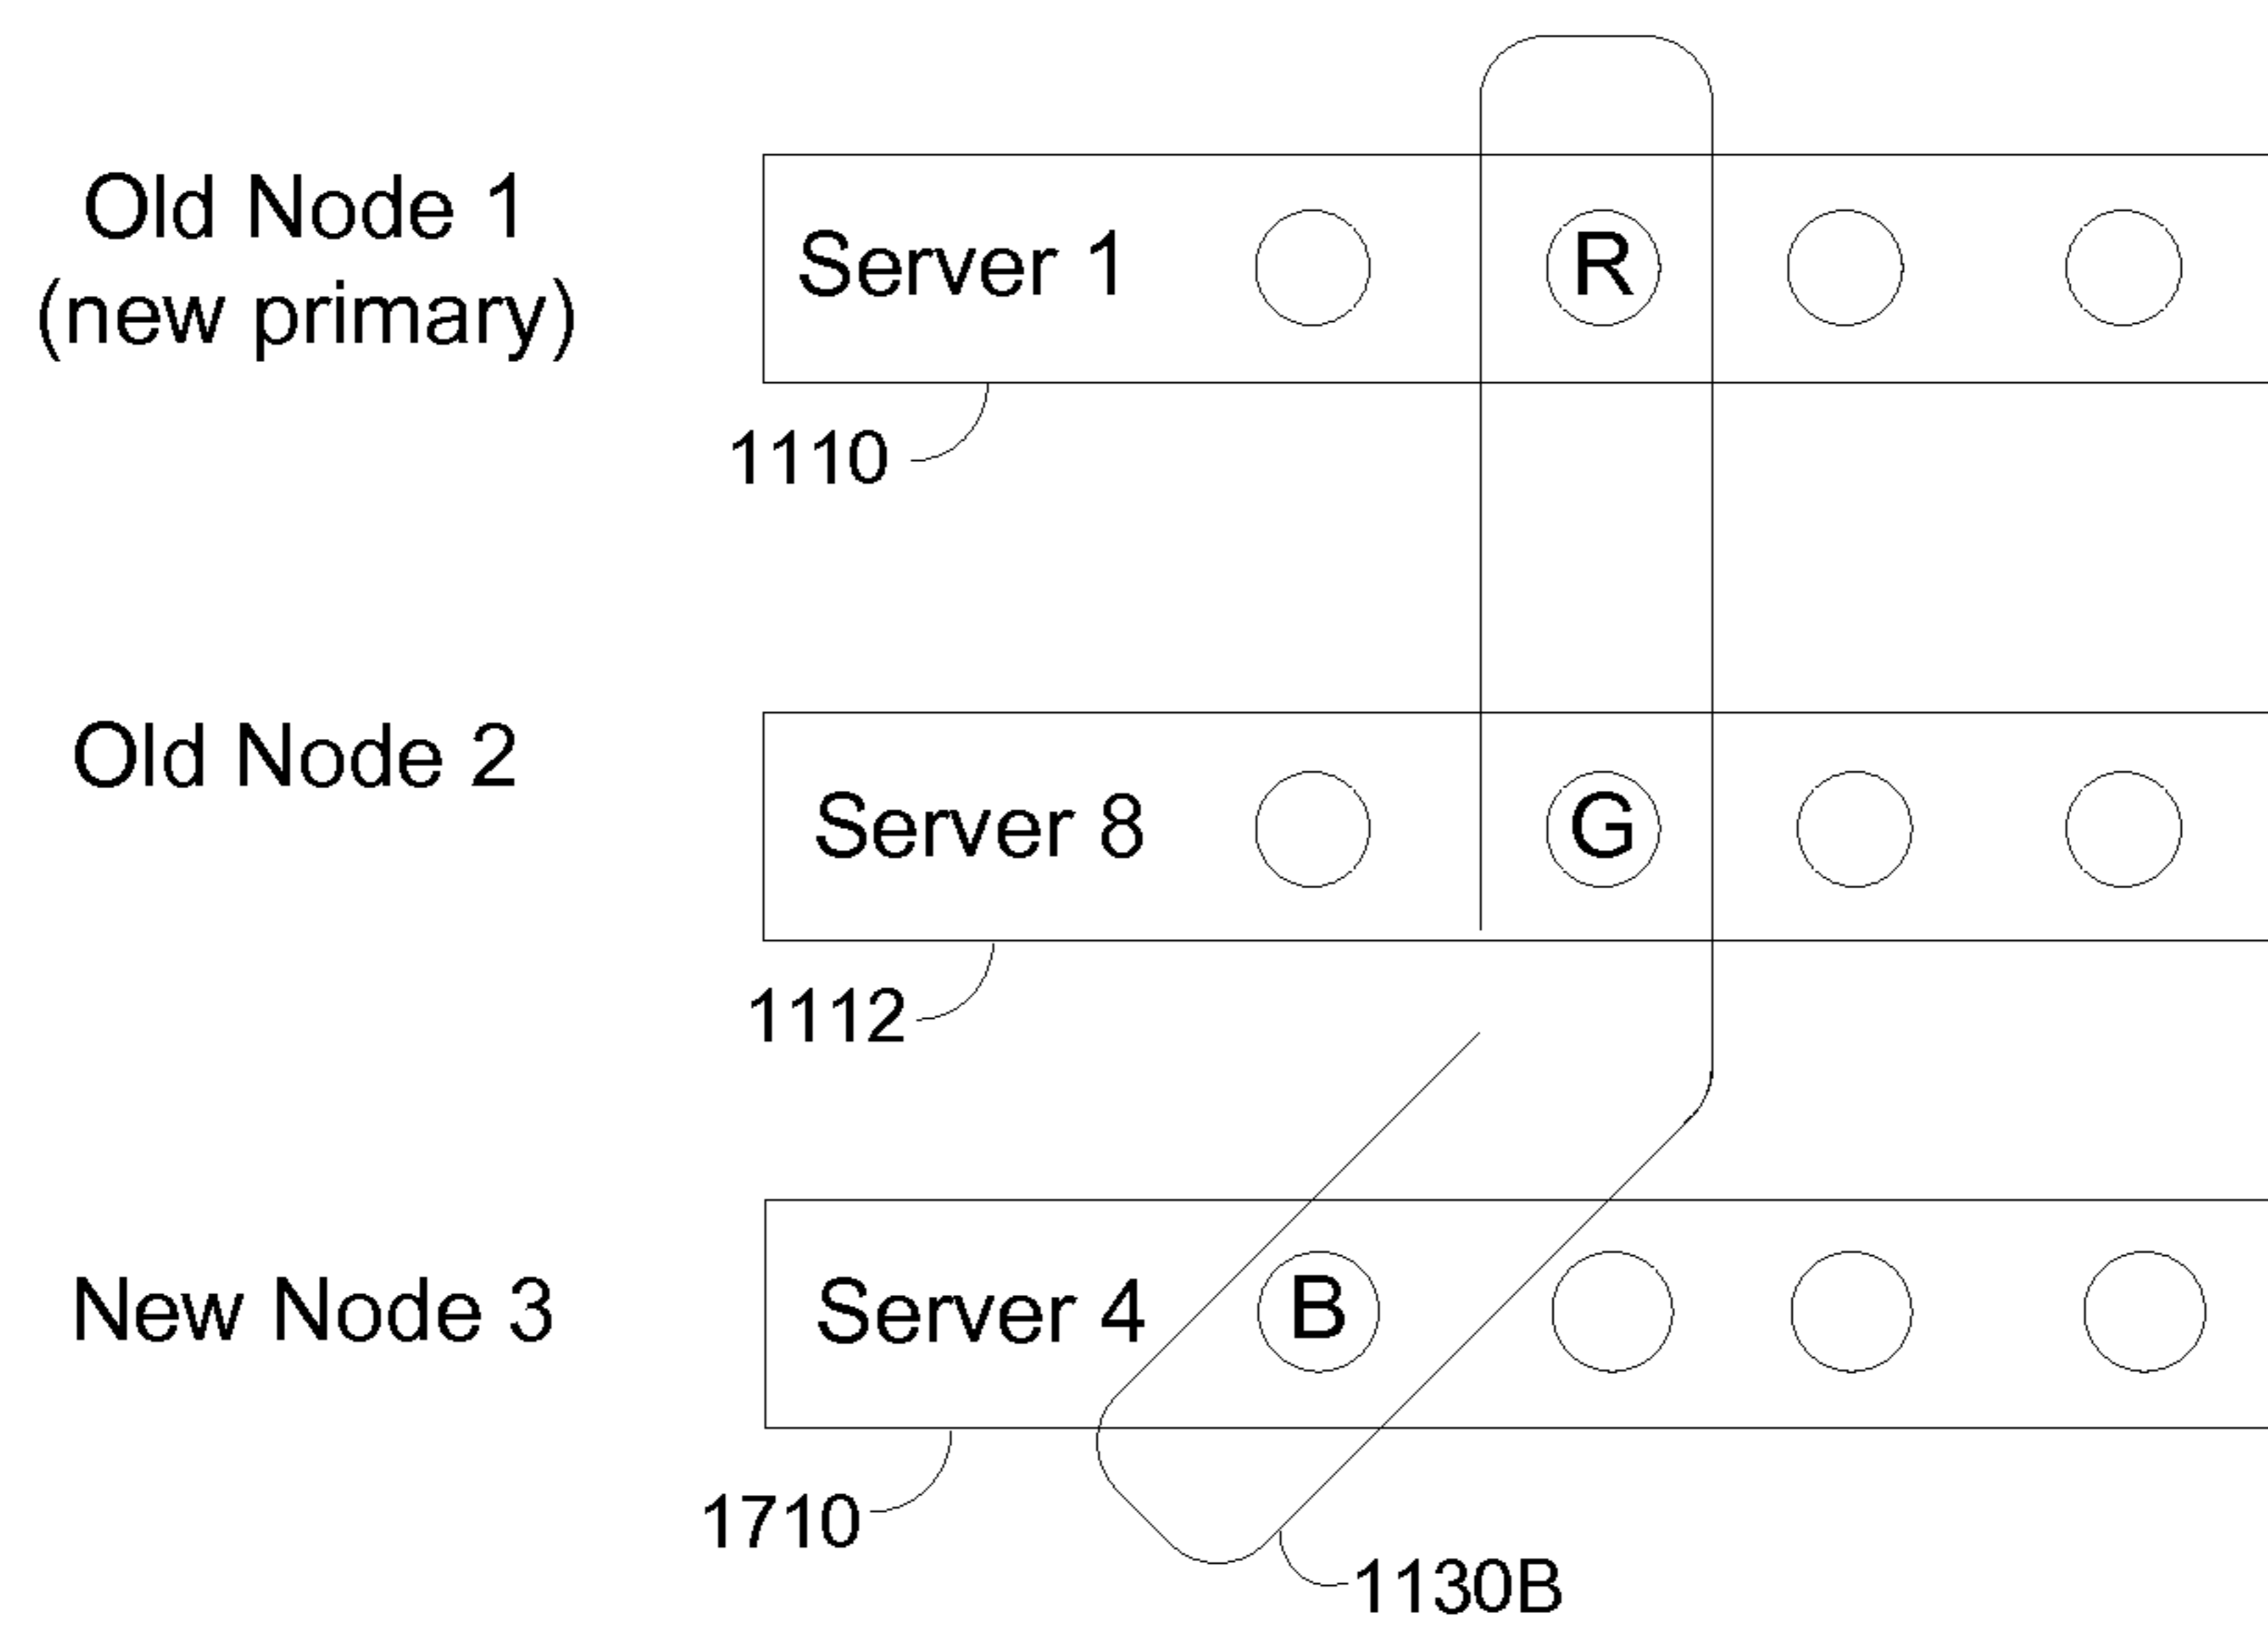 Old Node 1
(new primary)
Server 1
R
1110
Old Node 2
Server 8
G
1112
New Node 3
Server 4
B
1710
1130B